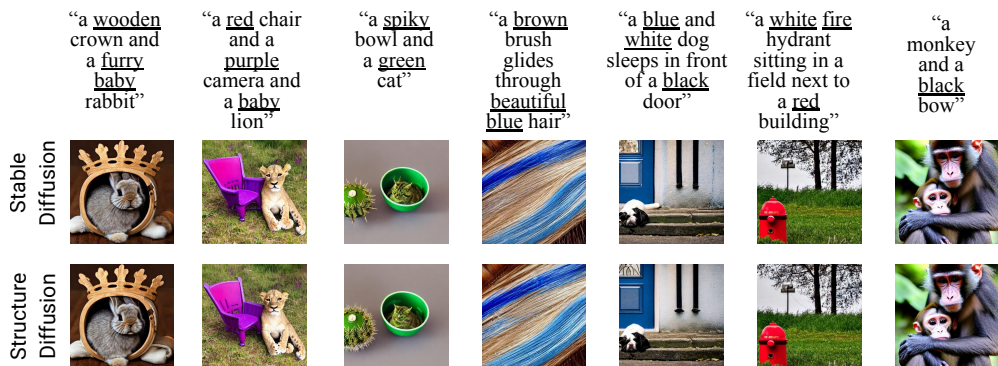 “a wooden
crown and
a furry
baby
rabbit”
“a red chair
and a
purple
camera and
a baby
lion”
“a spiky
bowl and
a green
cat”
“a brown
brush
glides
through
beautiful
blue hair”
“a blue and
white dog
sleeps in front
of a black
door”
“a white fire
hydrant
sitting in a
field next to
a red
building”
“a
monkey
and a
black
bow”
Stable
Diffusion
Structure
Diffusion